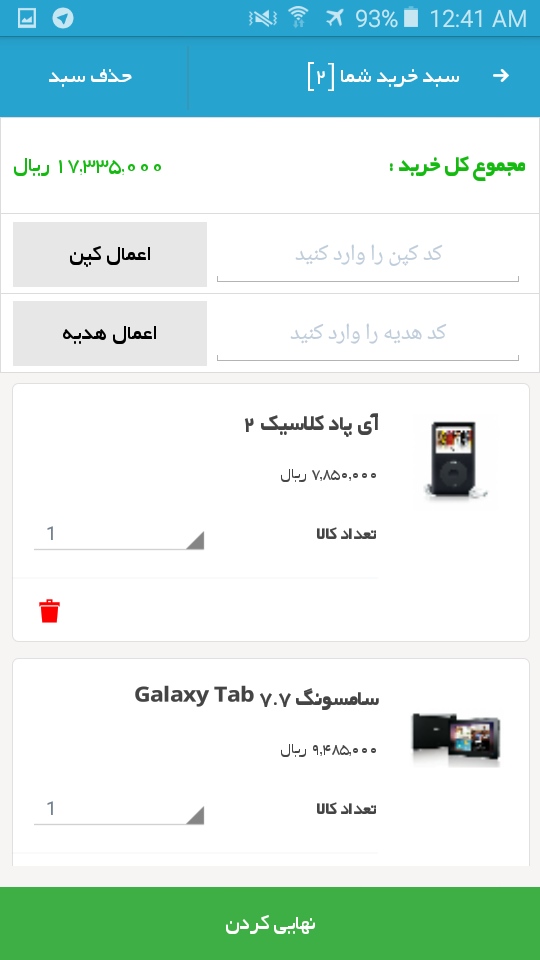 93% 12:41 AM
سبد خرید شما [۲]
حذف سبد
مجموع کل خرید :
۱۷,۳۳۵,۰۰۰ ریال
کد کپن را وارد کنید
اعمال کپن
کد هدیه را وارد کنید
اعمال هدیه
آی پاد کلاسیک ۲
۷,۸۵۰,۰۰۰ ریال
تعداد کالا
1
سامسونگ Galaxy Tab ۷.۷
۹,۴۸۵,۰۰۰ ریال
تعداد کالا
1
نهایی کردن